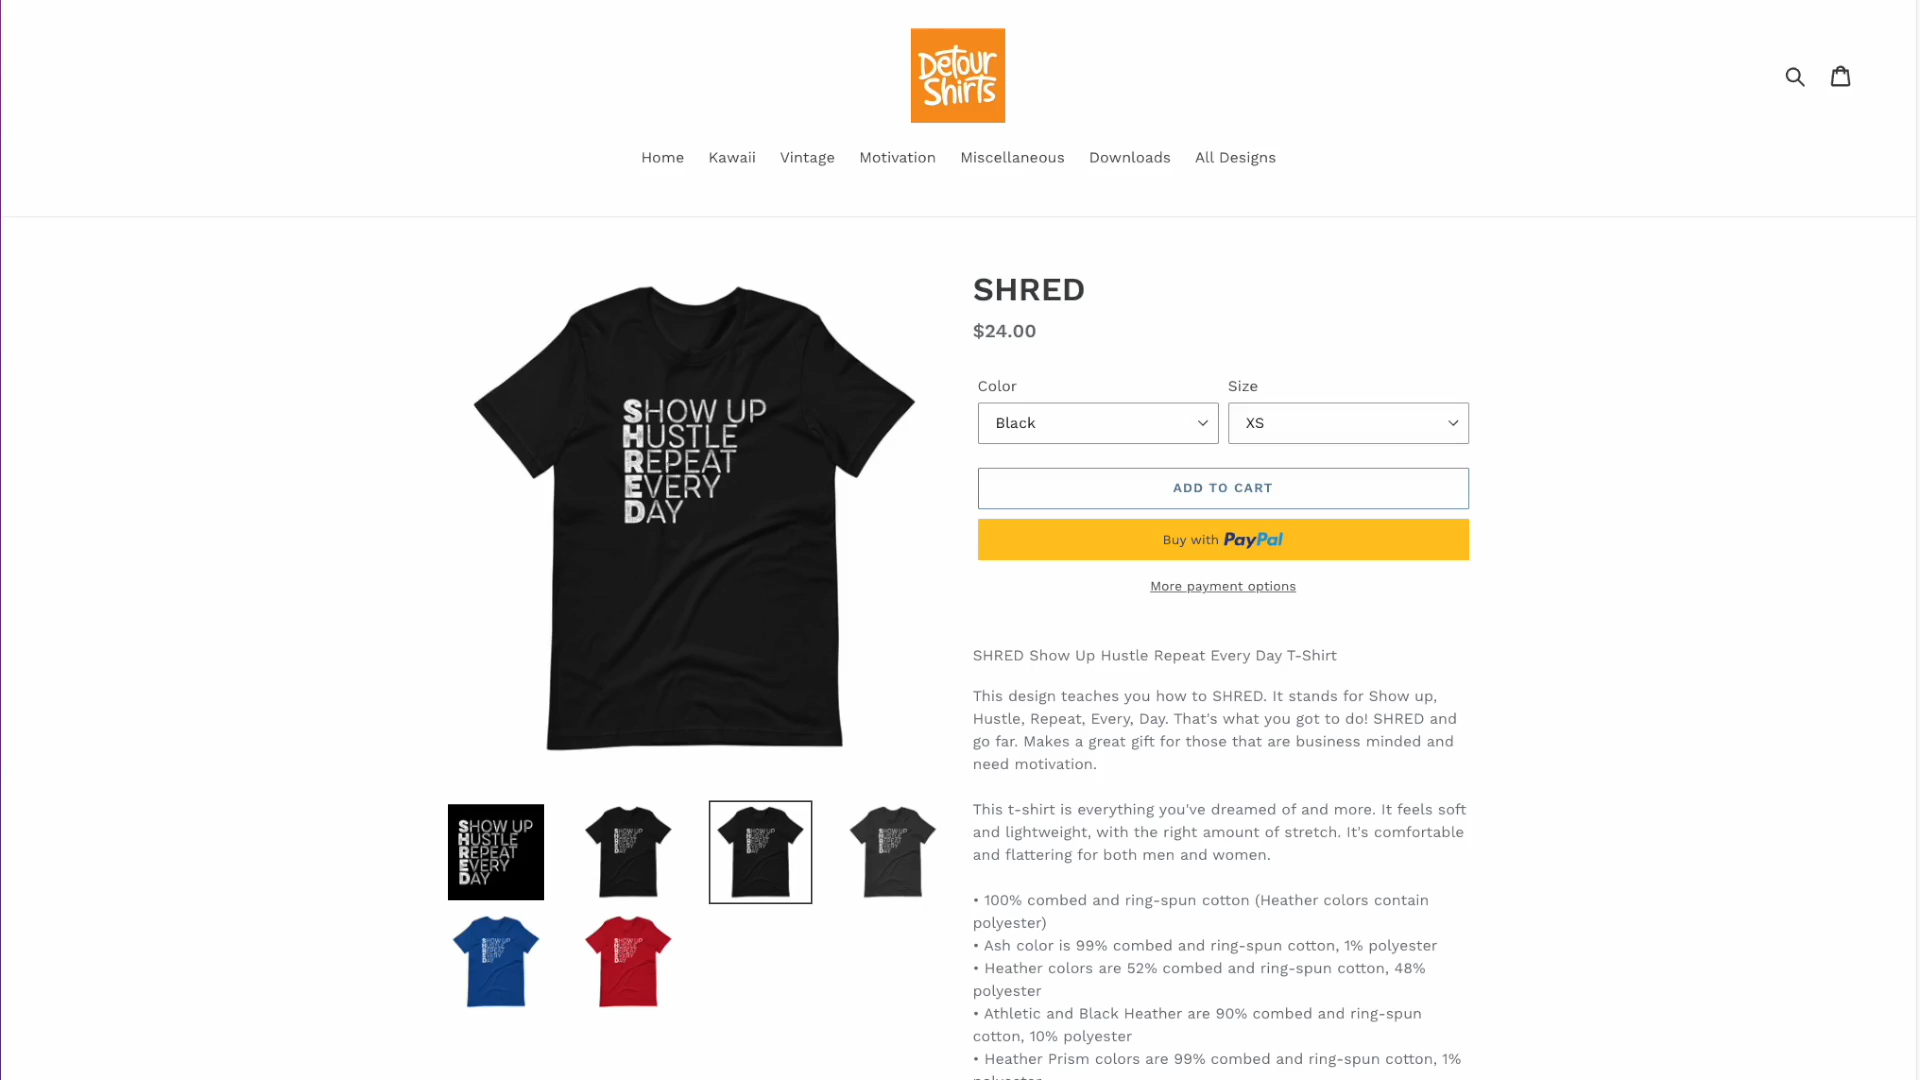 Detour
Shirts
Home Kawaii Vintage Motivation Miscellaneous Downloads All Designs
SHOW UP
HUSTLE
REPEAT
EVERY
DAY
SHRED
$24.00
Color Size
Black XS
ADD TO CART
Buy with PayPal
More payment options
SHRED Show Up Hustle Repeat Every Day T-Shirt
This design teaches you how to SHRED. It stands for Show up,
Hustle, Repeat, Every, Day. That's what you got to do! SHRED and
go far. Makes a great gift for those that are business minded and
need motivation.
This t-shirt is everything you've dreamed of and more. It feels soft
and lightweight, with the right amount of stretch. It's comfortable
and flattering for both men and women.
• 100% combed and ring-spun cotton (Heather colors contain
polyester)
• Ash color is 99% combed and ring-spun cotton, 1% polyester
• Heather colors are 52% combed and ring-spun cotton, 48%
polyester
• Athletic and Black Heather are 90% combed and ring-spun
cotton, 10% polyester
• Heather Prism colors are 99% combed and ring-spun cotton, 1%
SHOW UP
HUSTLE
REPEAT
EVERY
DAY